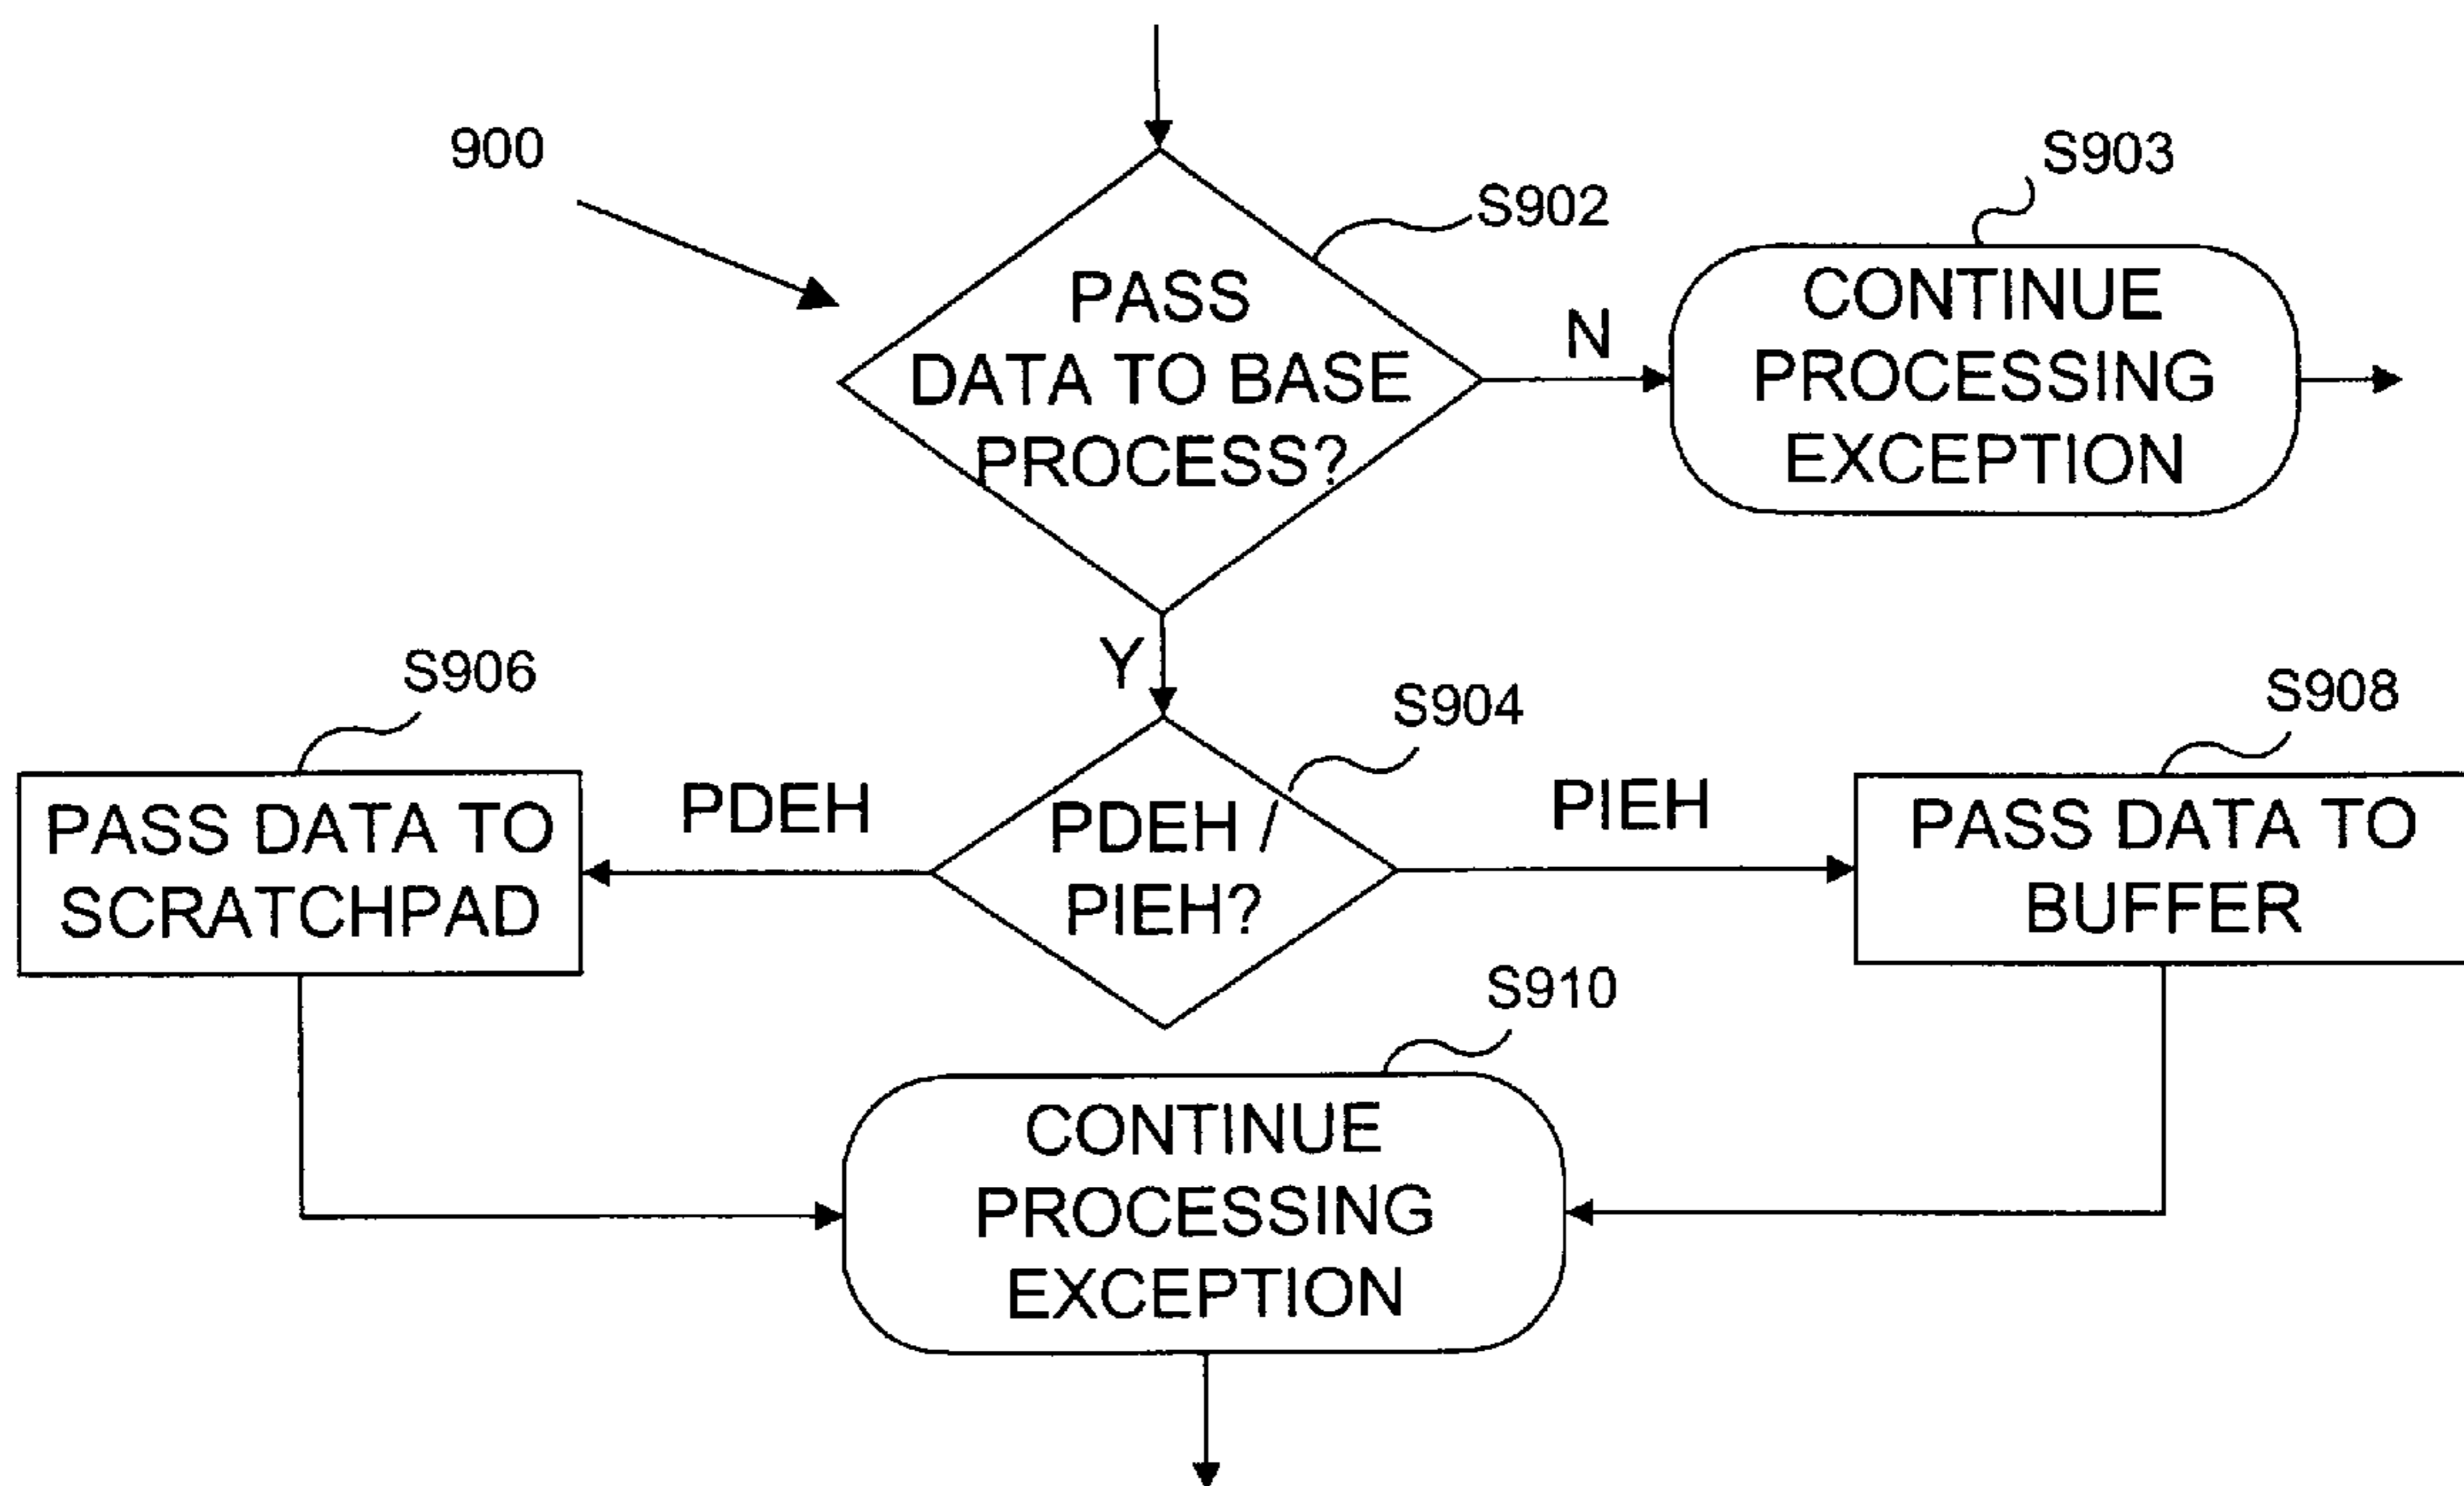 900
S902
S903
PASS
DATA TO BASE
PROCESS?
N
CONTINUE
PROCESSING
EXCEPTION
Y
S906
S904
S908
PASS DATA TO
SCRATCHPAD
PDEH
PDEH /
PIEH?
PIEH
PASS DATA TO
BUFFER
S910
CONTINUE
PROCESSING
EXCEPTION